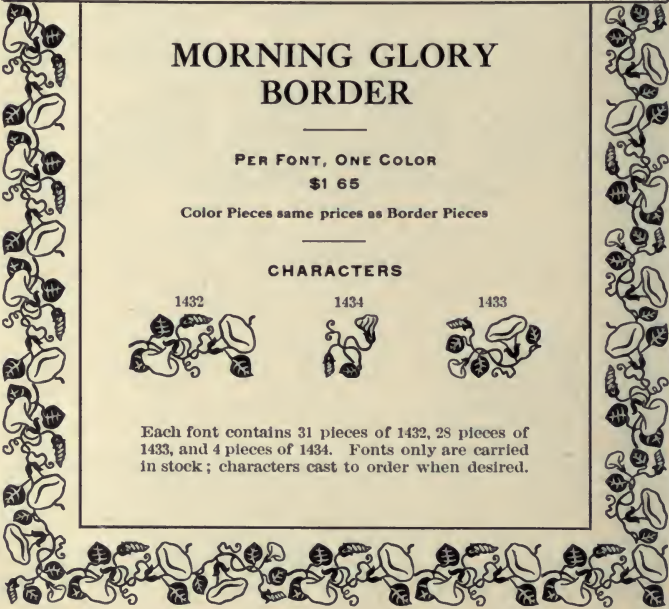 MORNING GLORY
BORDER
PER FONT, ONE COLOR
$1 65
Color Pieces same prices as Border Pieces
CHARACTERS
1432 1434 1433
Each font contains 31 pieces of 1432, 28 pieces of
1433, and 4 pieces of 1434. Fonts only are carried
in stock; characters cast to order when desired.